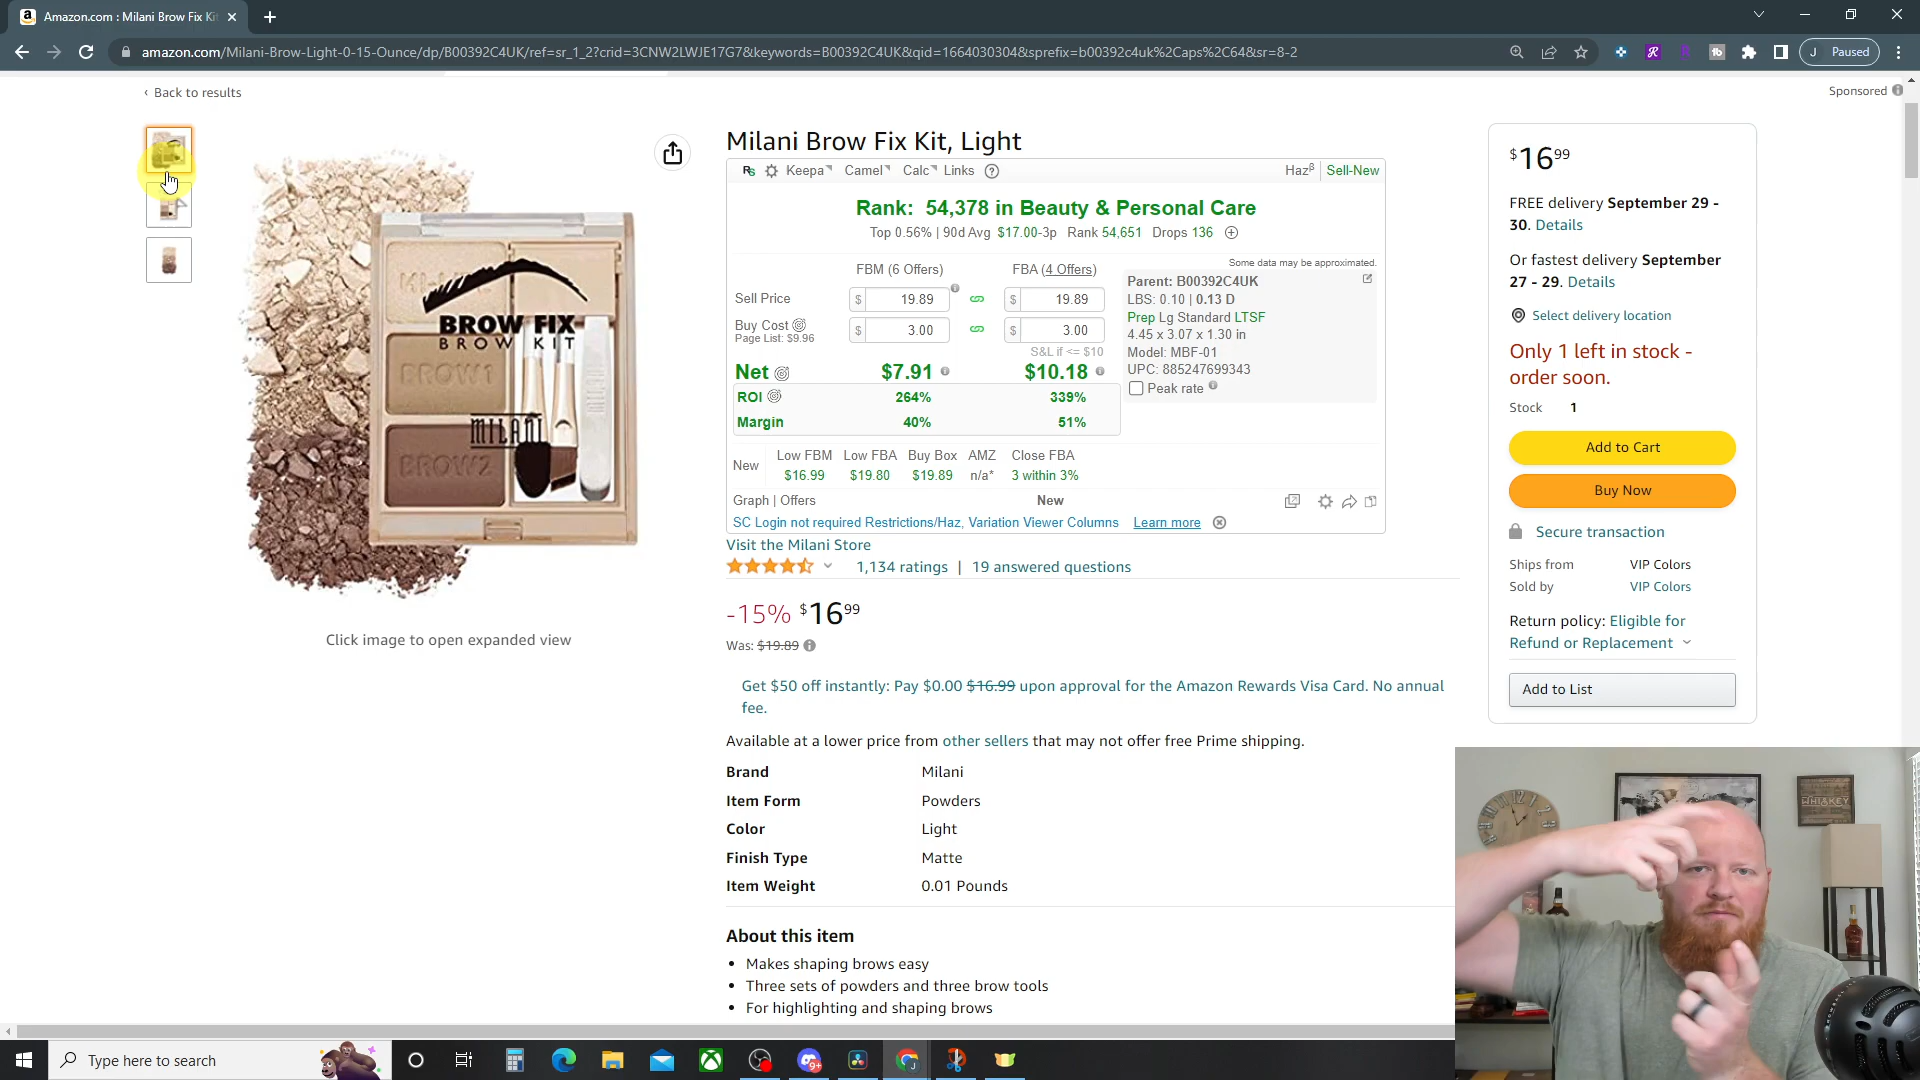 Amazon.com : Milani Brow Fix Kit
amazon.com/Milani-Brow-Light-0-15-Ounce/dp/B00392C4UK/ref=sr_1_2?crid=3CNW2LWJE17G7&keywords=B00392C4UK&qid=1664030304&sprefix=b00392c4uk%2Caps%2C64&sr=8-2
J Paused
‹ Back to results
Sponsored
Milani Brow Fix Kit, Light
Keepa Camel Calc Links ?
Hazβ Sell-New
Rank: 54,378 in Beauty & Personal Care
Top 0.56% | 90d Avg $17.00-3p Rank 54,651 Drops 136
Some data may be approximated.
FBM (6 Offers) FBA (4 Offers)
Sell Price $ 19.89 $ 19.89
Buy Cost $ 3.00 $ 3.00
Page List: $9.96
S&L if <= $10
Net $7.91 $10.18
ROI 264% 339%
Margin 40% 51%
Parent: B00392C4UK
LBS: 0.10 | 0.13 D
Prep Lg Standard LTSF
4.45 x 3.07 x 1.30 in
Model: MBF-01
UPC: 885247699343
Peak rate
Low FBM Low FBA Buy Box AMZ Close FBA
New $16.99 $19.80 $19.89 n/a* 3 within 3%
Graph | Offers New
SC Login not required Restrictions/Haz, Variation Viewer Columns Learn more
Visit the Milani Store
1,134 ratings | 19 answered questions
-15% $16 99
Was: $19.89
Get $50 off instantly: Pay $0.00 $16.99 upon approval for the Amazon Rewards Visa Card. No annual
fee.
Available at a lower price from other sellers that may not offer free Prime shipping.
Brand Milani
Item Form Powders
Color Light
Finish Type Matte
Item Weight 0.01 Pounds
About this item
• Makes shaping brows easy
• Three sets of powders and three brow tools
• For highlighting and shaping brows
BROW FIX
BROW KIT
BROW1
MILANI
BROW2
Click image to open expanded view
$16 99
FREE delivery September 29 -
30. Details
Or fastest delivery September
27 - 29. Details
Select delivery location
Only 1 left in stock -
order soon.
Stock 1
Add to Cart
Buy Now
Secure transaction
Ships from VIP Colors
Sold by VIP Colors
Return policy: Eligible for
Refund or Replacement
Add to List
WHISKEY
Type here to search
9+